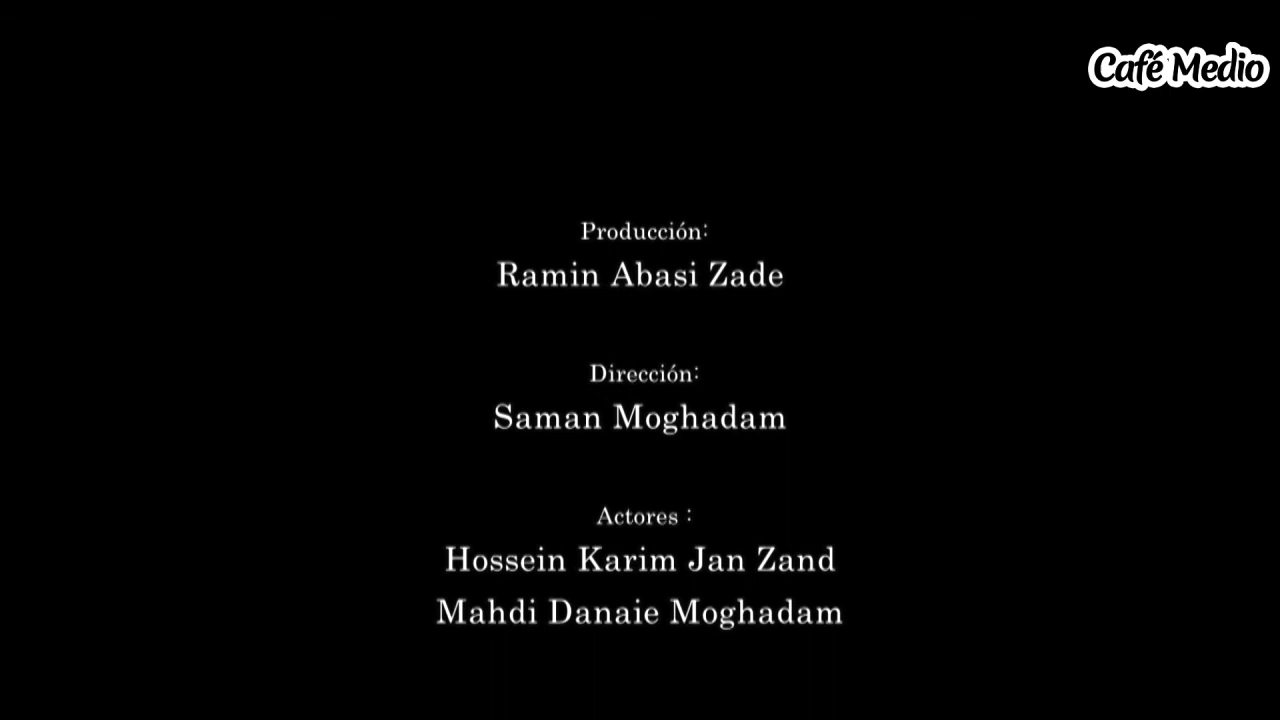 Café Medio
Producción:
Ramin Abasi Zade
Dirección:
Saman Moghadam
Actores :
Hossein Karim Jan Zand
Mahdi Danaie Moghadam